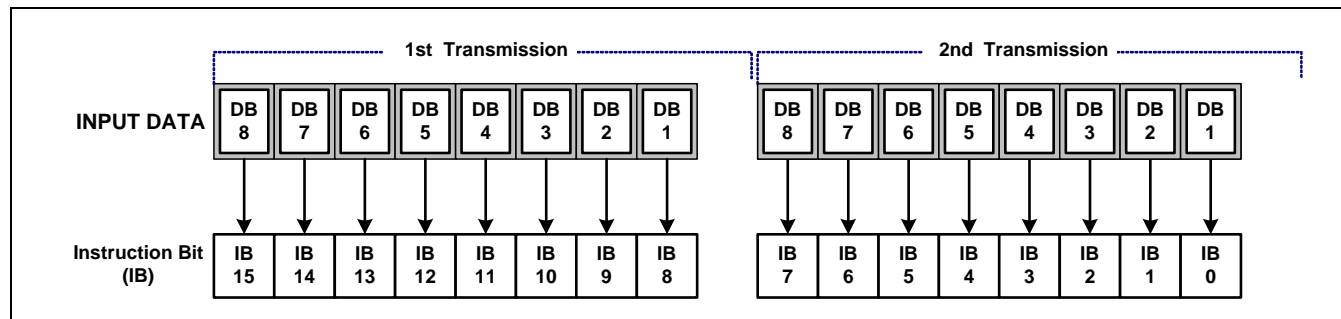 1st Transmission 2nd Transmission
INPUT DATA DB 8 DB 7 DB 6 DB 5 DB 4 DB 3 DB 2 DB 1 DB 8 DB 7 DB 6 DB 5 DB 4 DB 3 DB 2 DB 1
Instruction Bit (IB) IB 15 IB 14 IB 13 IB 12 IB 11 IB 10 IB 9 IB 8 IB 7 IB 6 IB 5 IB 4 IB 3 IB 2 IB 1 IB 0